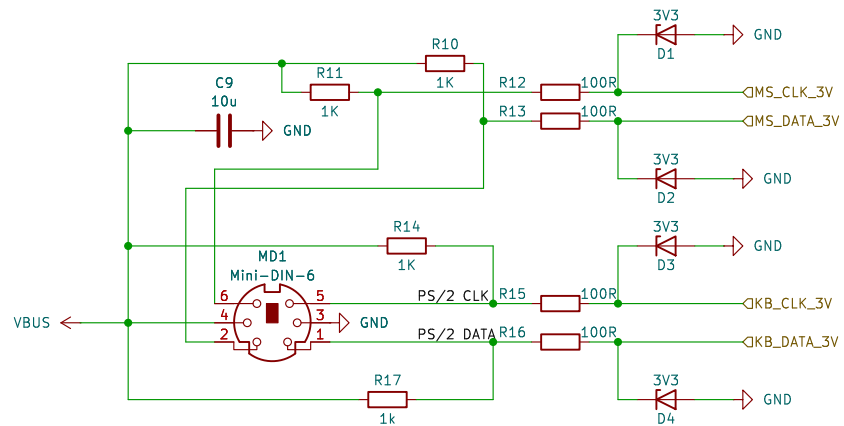 3V3
GND
D1
R10
1K
R11
1K
R12
100R
MS_CLK_3V
C9
10u
GND
R13
100R
MS_DATA_3V
3V3
GND
D2
R14
1K
3V3
GND
D3
MD1
Mini-DIN-6
6
5
PS/2 CLK
R15
100R
KB_CLK_3V
VBUS
4
3
GND
2
1
PS/2 DATA
R16
100R
KB_DATA_3V
R17
1k
3V3
GND
D4